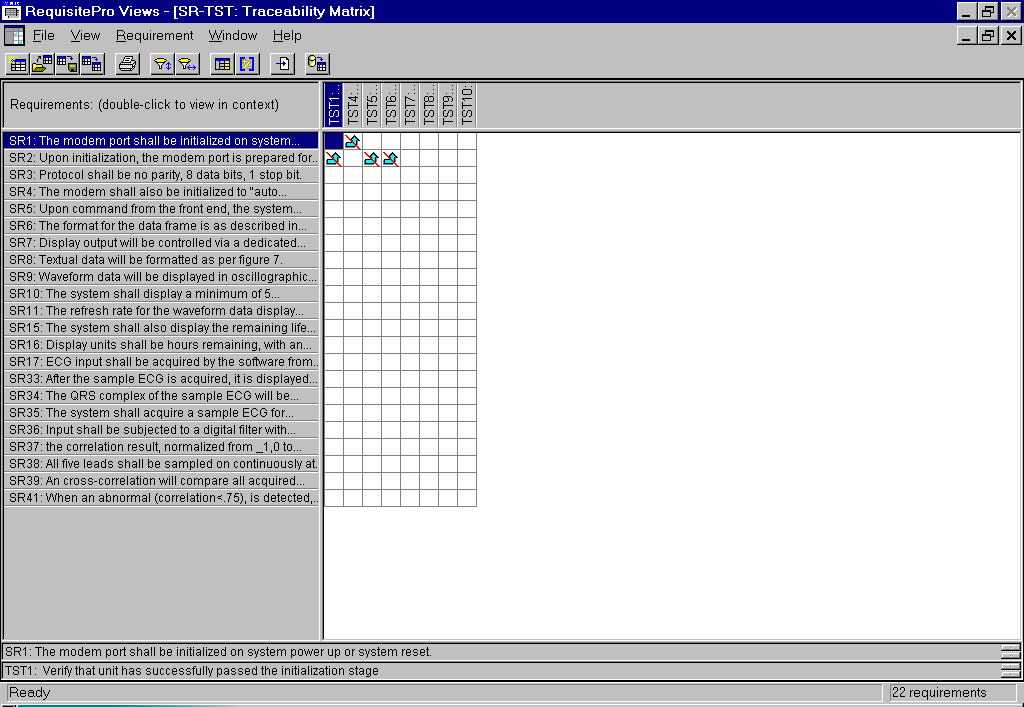 RequisitePro Views - [SR-TST: Traceability Matrix]
File View Requirement Window Help
Requirements: (double-click to view in context)
TST1:... TST4:... TST5:... TST6:... TST7:... TST8:... TST9:... TST10:
SR1: The modem port shall be initialized on system...
SR2: Upon initialization, the modem port is prepared for..
SR3: Protocol shall be no parity, 8 data bits, 1 stop bit.
SR4: The modem shall also be initialized to "auto...
SR5: Upon command from the front end, the system...
SR6: The format for the data frame is as described in...
SR7: Display output will be controlled via a dedicated...
SR8: Textual data will be formatted as per figure 7.
SR9: Waveform data will be displayed in oscillographic...
SR10: The system shall display a minimum of 5...
SR11: The refresh rate for the waveform data display...
SR15: The system shall also display the remaining life...
SR16: Display units shall be hours remaining, with an...
SR17: ECG input shall be acquired by the software from..
SR33: After the sample ECG is acquired, it is displayed...
SR34: The QRS complex of the sample ECG will be...
SR35: The system shall acquire a sample ECG for...
SR36: Input shall be subjected to a digital filter with...
SR37: the correlation result, normalized from _1,0 to...
SR38: All five leads shall be sampled on continuously at.
SR39: An cross-correlation will compare all acquired...
SR41: When an abnormal (correlation<.75), is detected,..
SR1: The modem port shall be initialized on system power up or system reset.
TST1: Verify that unit has successfully passed the initialization stage
Ready 22 requirements